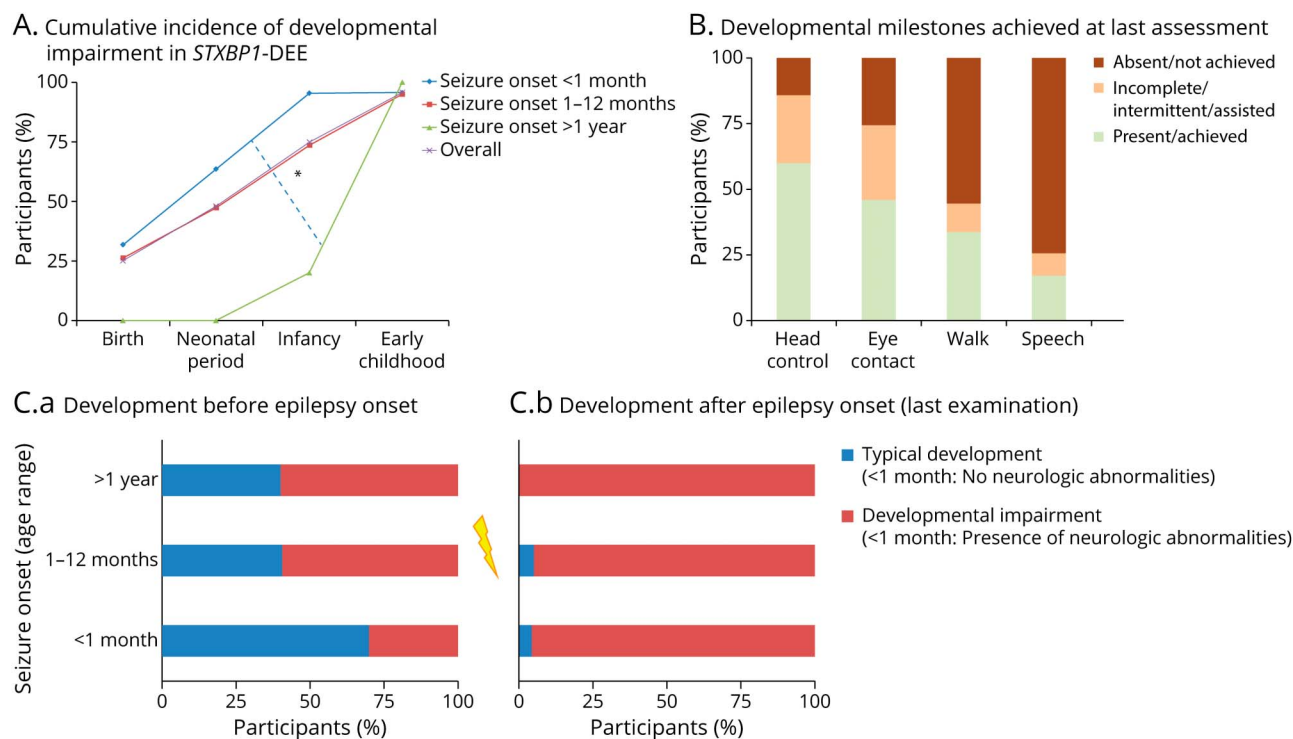 A. Cumulative incidence of developmental
impairment in STXBP1-DEE
Participants (%)
100
75
50
25
0
*
Birth
Neonatal
period
Infancy
Early
childhood
Seizure onset <1 month
Seizure onset 1–12 months
Seizure onset >1 year
Overall
B. Developmental milestones achieved at last assessment
Participants (%)
100
75
50
25
0
Head
control
Eye
contact
Walk
Speech
Absent/not achieved
Incomplete/
intermittent/assisted
Present/achieved
C.a Development before epilepsy onset
Seizure onset (age range)
>1 year
1–12 months
<1 month
0 25 50 75 100
Participants (%)
C.b Development after epilepsy onset (last examination)
0 25 50 75 100
Participants (%)
Typical development
(<1 month: No neurologic abnormalities)
Developmental impairment
(<1 month: Presence of neurologic abnormalities)